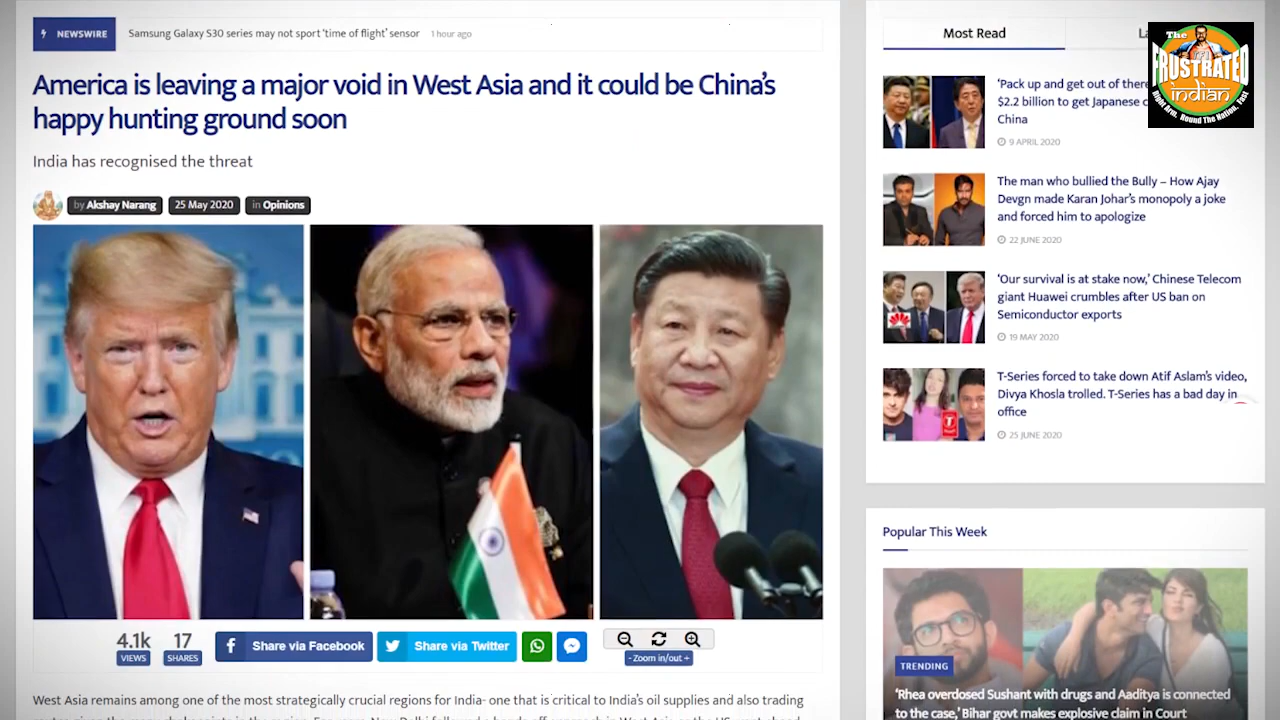 NEWSWIRE
Samsung Galaxy S30 series may not sport 'time of flight' sensor 1 hour ago
America is leaving a major void in West Asia and it could be China's
happy hunting ground soon
India has recognised the threat
by Akshay Narang 25 May 2020 in Opinions
4.1k
VIEWS
17
SHARES
Share via Facebook
Share via Twitter
- Zoom in/out +
West Asia remains among one of the most strategically crucial regions for India- one that is critical to India's oil supplies and also trading
Most Read
The
FRUSTRATED
indian
Right Arm, Round The Nation, Fast
'Pack up and get out of there
$2.2 billion to get Japanese c
China
9 APRIL 2020
The man who bullied the Bully – How Ajay
Devgn made Karan Johar's monopoly a joke
and forced him to apologize
22 JUNE 2020
'Our survival is at stake now,' Chinese Telecom
giant Huawei crumbles after US ban on
Semiconductor exports
19 MAY 2020
T-Series forced to take down Atif Aslam's video,
Divya Khosla trolled. T-Series has a bad day in
office
25 JUNE 2020
Popular This Week
TRENDING
'Rhea overdosed Sushant with drugs and Aaditya is connected
to the case,' Bihar govt makes explosive claim in Court